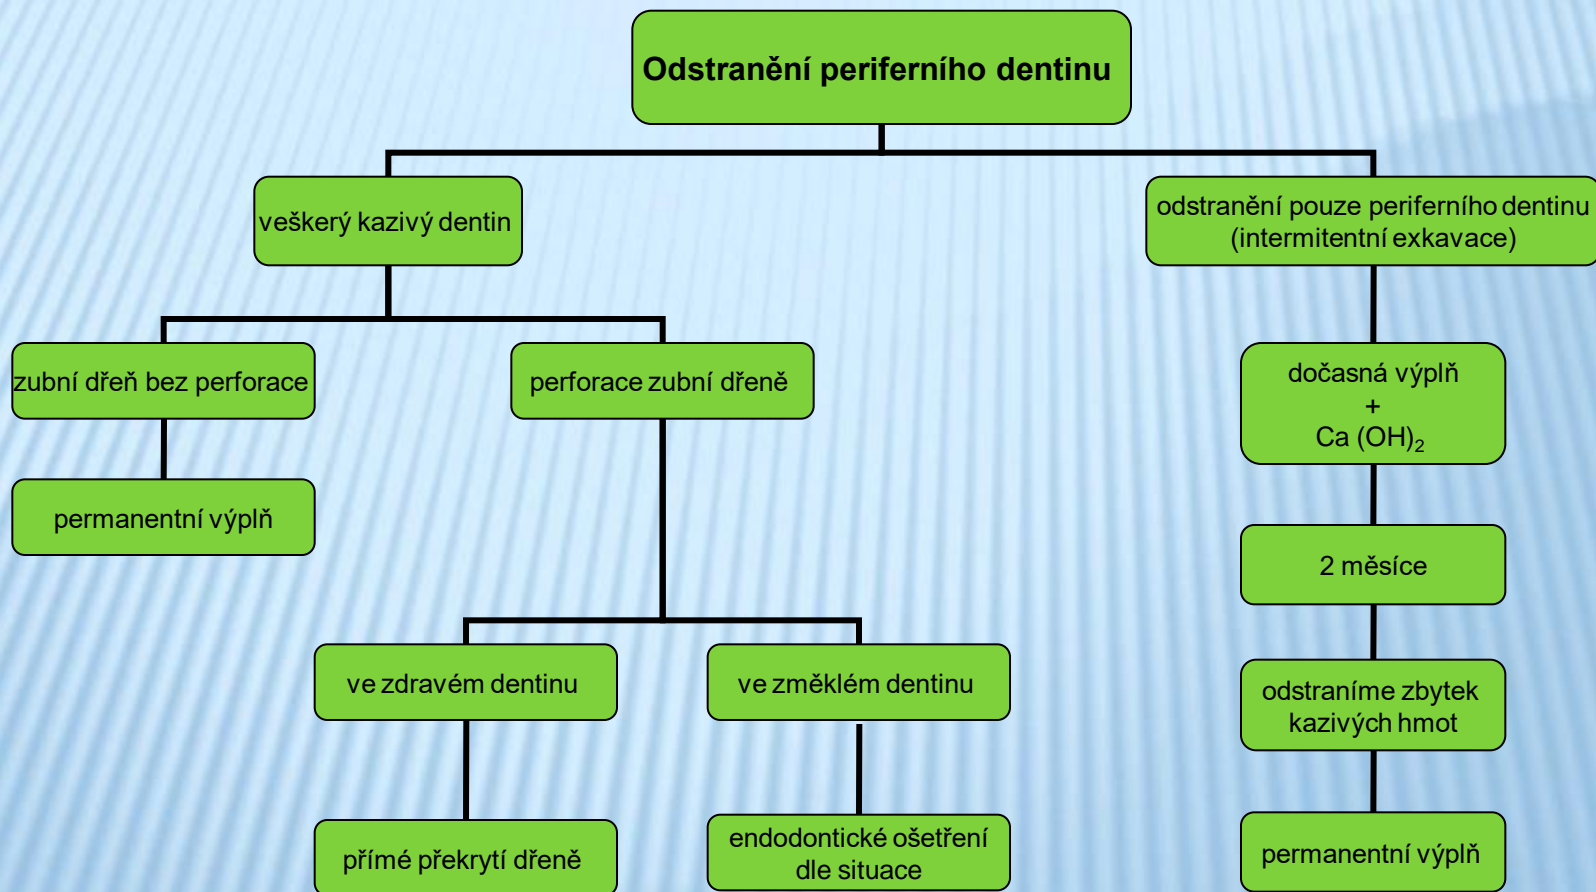 Odstranění periferního dentinu
veškerý kazivý dentin
odstranění pouze periferního dentinu
(intermitentní exkavace)
zubní dřeň bez perforace
perforace zubní dřeně
dočasná výplň
+
Ca (OH)₂
permanentní výplň
2 měsíce
ve zdravém dentinu
ve změklém dentinu
odstraníme zbytek
kazivých hmot
přímé překrytí dřeně
endodontické ošetření
dle situace
permanentní výplň